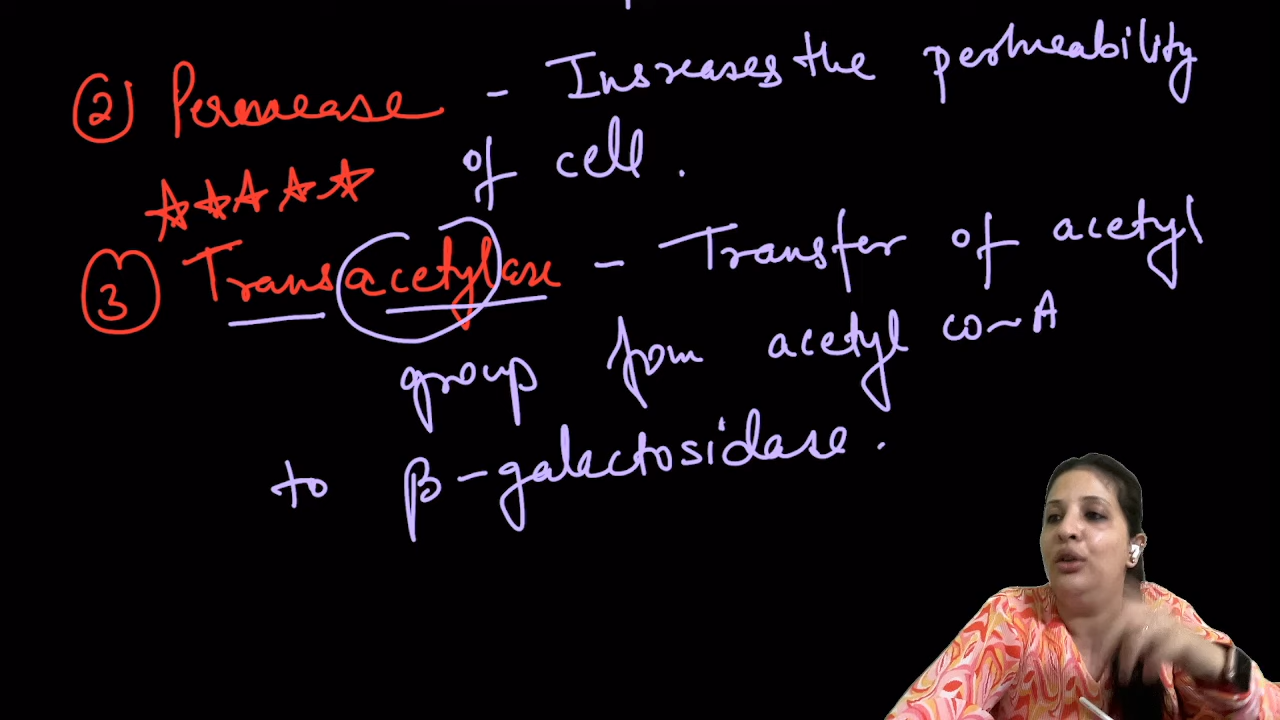 ② Permease - Increases the permeability
of cell.
③ Transacetylase - Transfer of acetyl
group from acetyl co~A
to β-galactosidase.